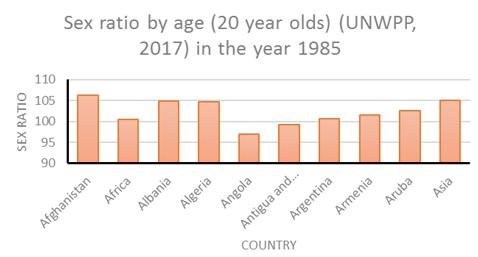 Sex ratio by age (20 year olds) (UNWPP,
2017) in the year 1985
110
105
100
95
90
SEX RATIO
Afghanistan
Africa
Albania
Algeria
Angola
Antigua and...
Argentina
Armenia
Aruba
Asia
COUNTRY